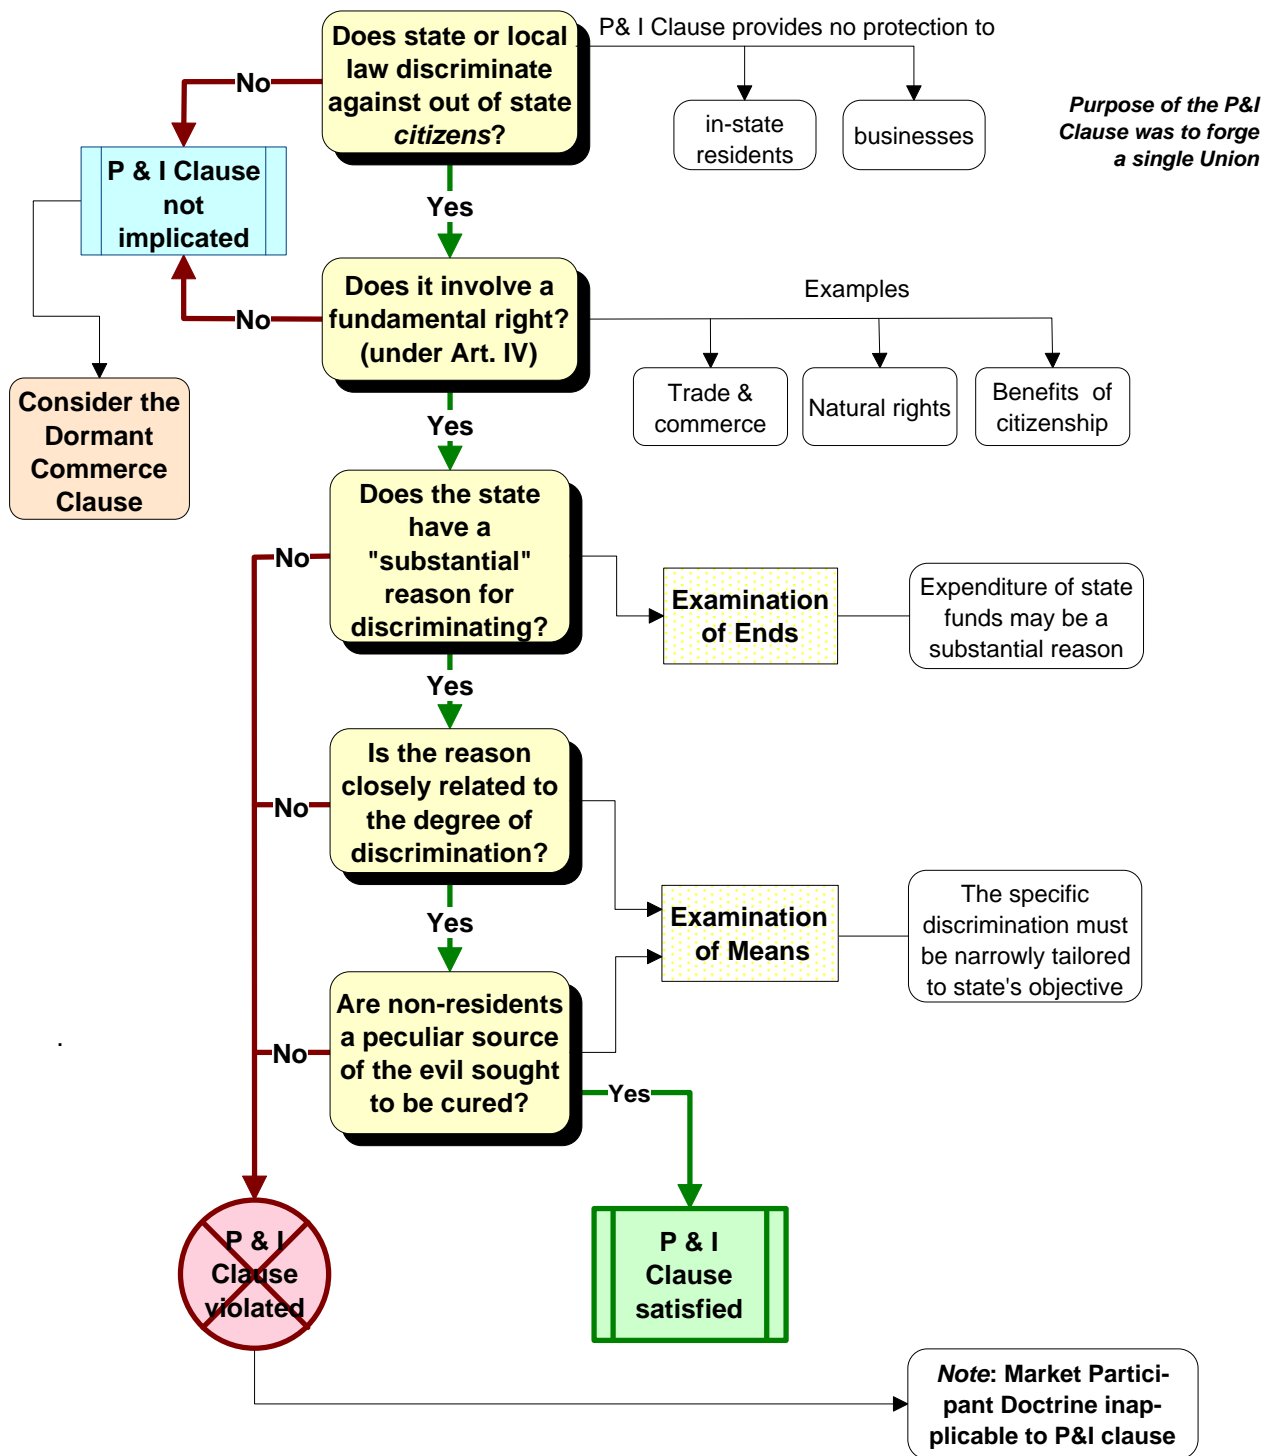 P& I Clause provides no protection to
Does state or local
law discriminate
against out of state
citizens?
No
in-state
residents
businesses
Purpose of the P&I
Clause was to forge
a single Union
P & I Clause
not
implicated
Yes
Does it involve a
fundamental right?
(under Art. IV)
No
Examples
Trade &
commerce
Natural rights
Benefits of
citizenship
Consider the
Dormant
Commerce
Clause
Yes
Does the state
have a
"substantial"
reason for
discriminating?
No
Examination
of Ends
Expenditure of state
funds may be a
substantial reason
Yes
Is the reason
closely related to
the degree of
discrimination?
No
Examination
of Means
The specific
discrimination must
be narrowly tailored
to state's objective
Yes
Are non-residents
a peculiar source
of the evil sought
to be cured?
No
Yes
.
P & I
Clause
violated
P & I
Clause
satisfied
Note: Market Partici-
pant Doctrine inap-
plicable to P&I clause